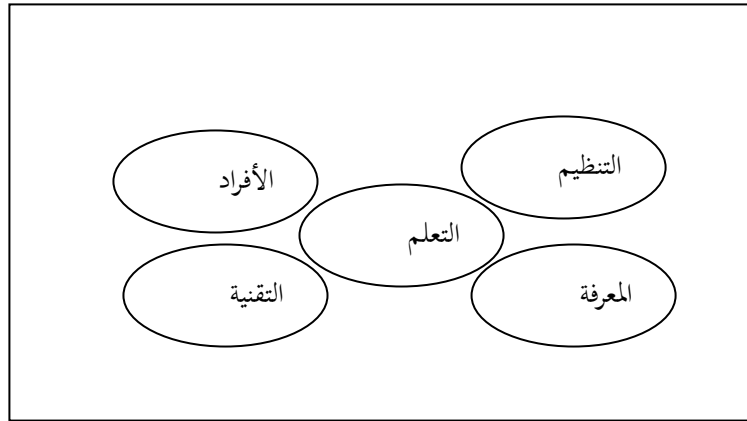 التنظيم
الأفراد
التعلم
المعرفة
التقنية